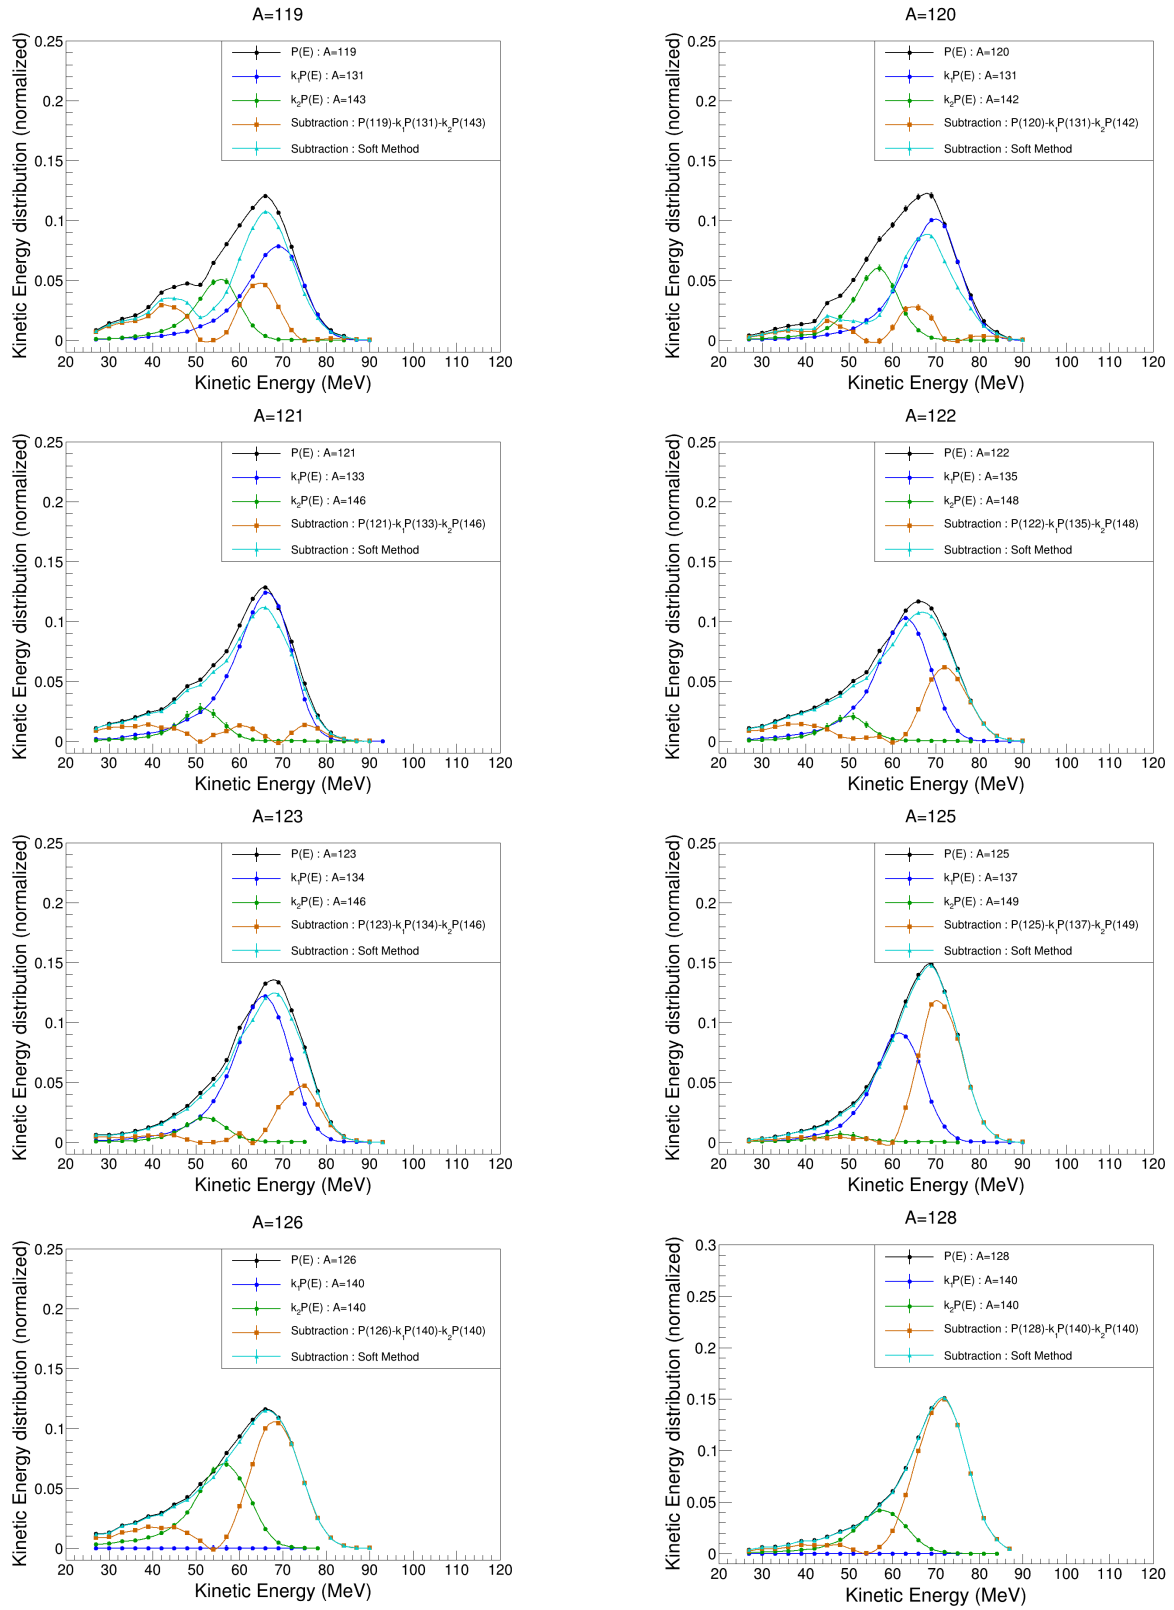 A=119
Kinetic Energy distribution (normalized)
0.25
0.2
0.15
0.1
0.05
0
P(E) : A=119
k₁P(E) : A=131
k₂P(E) : A=143
Subtraction : P(119)-k₁P(131)-k₂P(143)
Subtraction : Soft Method
20 30 40 50 60 70 80 90 100 110 120
Kinetic Energy (MeV)
A=120
Kinetic Energy distribution (normalized)
0.25
0.2
0.15
0.1
0.05
0
P(E) : A=120
k₁P(E) : A=131
k₂P(E) : A=142
Subtraction : P(120)-k₁P(131)-k₂P(142)
Subtraction : Soft Method
20 30 40 50 60 70 80 90 100 110 120
Kinetic Energy (MeV)
A=121
Kinetic Energy distribution (normalized)
0.25
0.2
0.15
0.1
0.05
0
P(E) : A=121
k₁P(E) : A=133
k₂P(E) : A=146
Subtraction : P(121)-k₁P(133)-k₂P(146)
Subtraction : Soft Method
20 30 40 50 60 70 80 90 100 110 120
Kinetic Energy (MeV)
A=122
Kinetic Energy distribution (normalized)
0.25
0.2
0.15
0.1
0.05
0
P(E) : A=122
k₁P(E) : A=135
k₂P(E) : A=148
Subtraction : P(122)-k₁P(135)-k₂P(148)
Subtraction : Soft Method
20 30 40 50 60 70 80 90 100 110 120
Kinetic Energy (MeV)
A=123
Kinetic Energy distribution (normalized)
0.25
0.2
0.15
0.1
0.05
0
P(E) : A=123
k₁P(E) : A=134
k₂P(E) : A=146
Subtraction : P(123)-k₁P(134)-k₂P(146)
Subtraction : Soft Method
20 30 40 50 60 70 80 90 100 110 120
Kinetic Energy (MeV)
A=125
Kinetic Energy distribution (normalized)
0.25
0.2
0.15
0.1
0.05
0
P(E) : A=125
k₁P(E) : A=137
k₂P(E) : A=149
Subtraction : P(125)-k₁P(137)-k₂P(149)
Subtraction : Soft Method
20 30 40 50 60 70 80 90 100 110 120
Kinetic Energy (MeV)
A=126
Kinetic Energy distribution (normalized)
0.25
0.2
0.15
0.1
0.05
0
P(E) : A=126
k₁P(E) : A=140
k₂P(E) : A=140
Subtraction : P(126)-k₁P(140)-k₂P(140)
Subtraction : Soft Method
20 30 40 50 60 70 80 90 100 110 120
Kinetic Energy (MeV)
A=128
Kinetic Energy distribution (normalized)
0.3
0.25
0.2
0.15
0.1
0.05
0
P(E) : A=128
k₁P(E) : A=140
k₂P(E) : A=140
Subtraction : P(128)-k₁P(140)-k₂P(140)
Subtraction : Soft Method
20 30 40 50 60 70 80 90 100 110 120
Kinetic Energy (MeV)